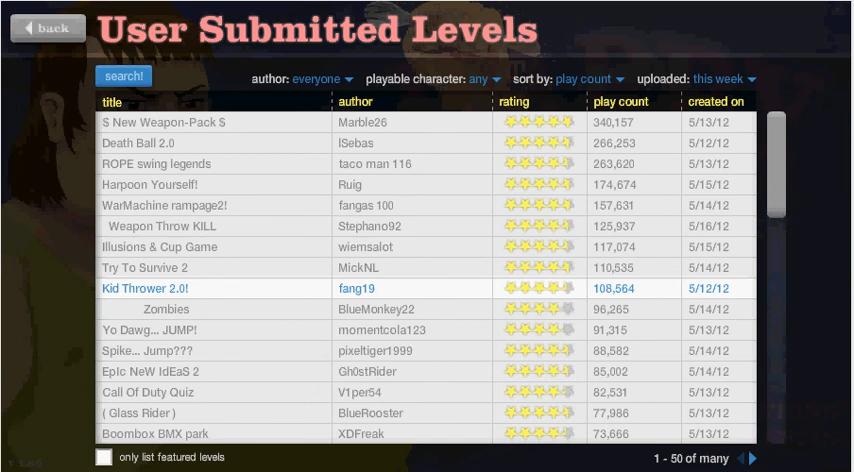 back
User Submitted Levels
search! author: everyone playable character: any sort by: play count uploaded: this week
title author rating play count created on
$ New Weapon-Pack $ Marble26 340,157 5/13/12
Death Ball 2.0 lSebas 266,253 5/12/12
ROPE swing legends taco man 116 263,620 5/13/12
Harpoon Yourself! Ruig 174,674 5/15/12
WarMachine rampage2! fangas 100 157,631 5/14/12
Weapon Throw KILL Stephano92 125,937 5/16/12
Illusions & Cup Game wiemsalot 117,074 5/15/12
Try To Survive 2 MickNL 110,535 5/14/12
Kid Thrower 2.0! fang19 108,564 5/12/12
Zombies BlueMonkey22 96,265 5/14/12
Yo Dawg... JUMP! momentcola123 91,315 5/13/12
Spike... Jump??? pixeltiger1999 88,582 5/14/12
EpIc NeW IdEaS 2 Gh0stRider 85,002 5/14/12
Call Of Duty Quiz V1per54 82,531 5/13/12
( Glass Rider ) BlueRooster 77,986 5/13/12
Boombox BMX park XDFreak 73,666 5/13/12
only list featured levels 1 - 50 of many